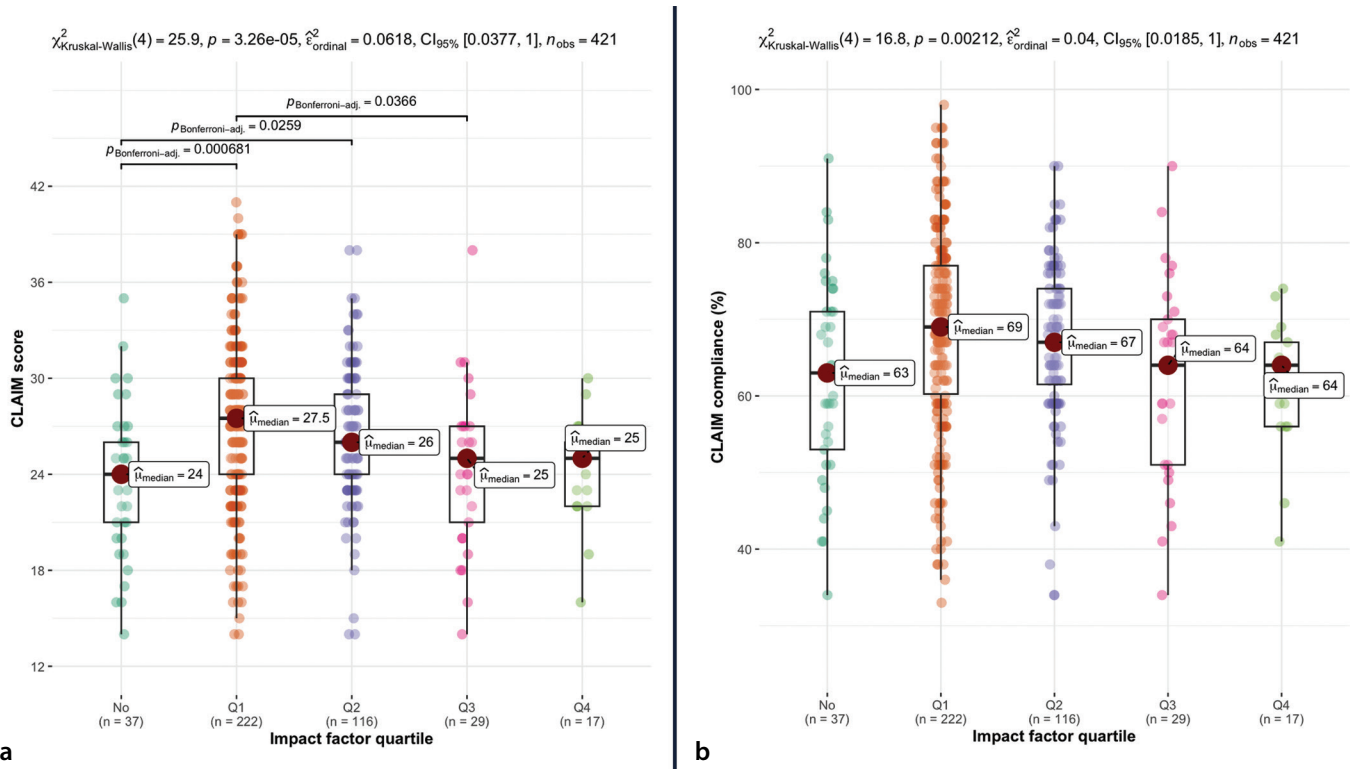 χ²Kruskal-Wallis(4) = 25.9, p = 3.26e-05, ε̂²ordinal = 0.0618, CI95% [0.0377, 1], nobs = 421
pBonferroni-adj. = 0.0366
pBonferroni-adj. = 0.0259
pBonferroni-adj. = 0.000681
CLAIM score
42
36
30
24
18
12
μ̂median = 24
μ̂median = 27.5
μ̂median = 26
μ̂median = 25
μ̂median = 25
No Q1 Q2 Q3 Q4
(n = 37) (n = 222) (n = 116) (n = 29) (n = 17)
Impact factor quartile
a
χ²Kruskal-Wallis(4) = 16.8, p = 0.00212, ε̂²ordinal = 0.04, CI95% [0.0185, 1], nobs = 421
CLAIM compliance (%)
100
80
60
40
μ̂median = 63
μ̂median = 69
μ̂median = 67
μ̂median = 64
μ̂median = 64
No Q1 Q2 Q3 Q4
(n = 37) (n = 222) (n = 116) (n = 29) (n = 17)
Impact factor quartile
b